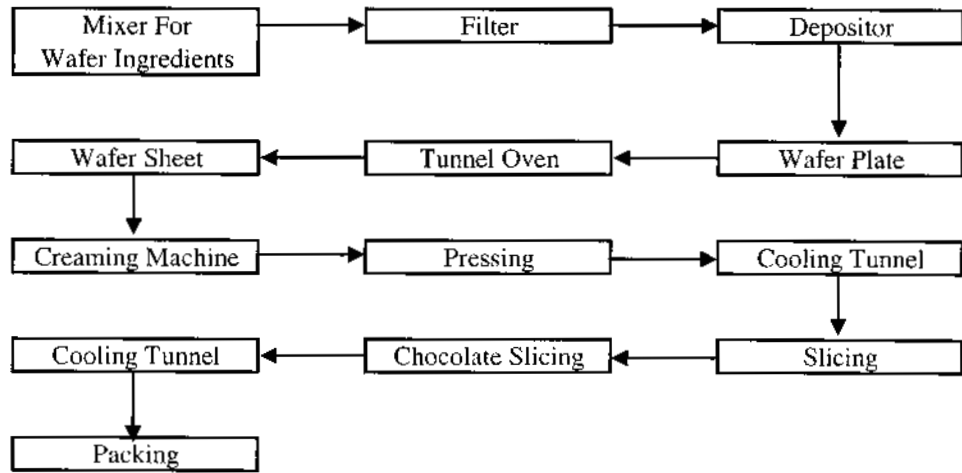 Mixer For
Wafer Ingredients
Filter
Depositor
Wafer Sheet
Tunnel Oven
Wafer Plate
Creaming Machine
Pressing
Cooling Tunnel
Cooling Tunnel
Chocolate Slicing
Slicing
Packing